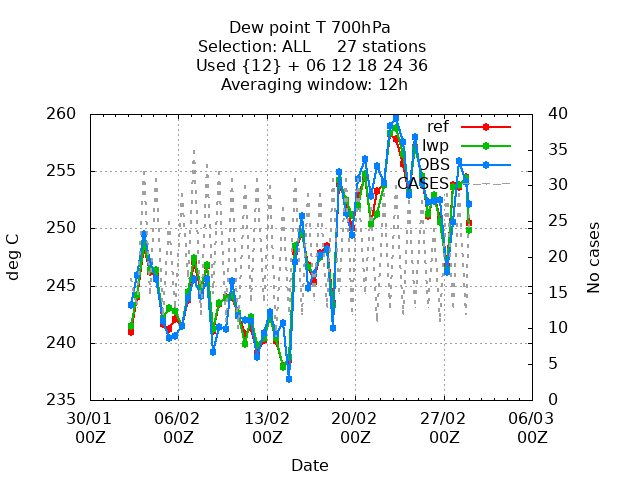 Dew point T 700hPa
Selection: ALL 27 stations
Used {12} + 06 12 18 24 36
Averaging window: 12h
260
255
250
245
240
235
deg C
ref
lwp
OBS
CASES
40
35
30
25
20
15
10
5
0
No cases
30/01 06/02 13/02 20/02 27/02 06/03
00Z 00Z 00Z 00Z 00Z 00Z
Date